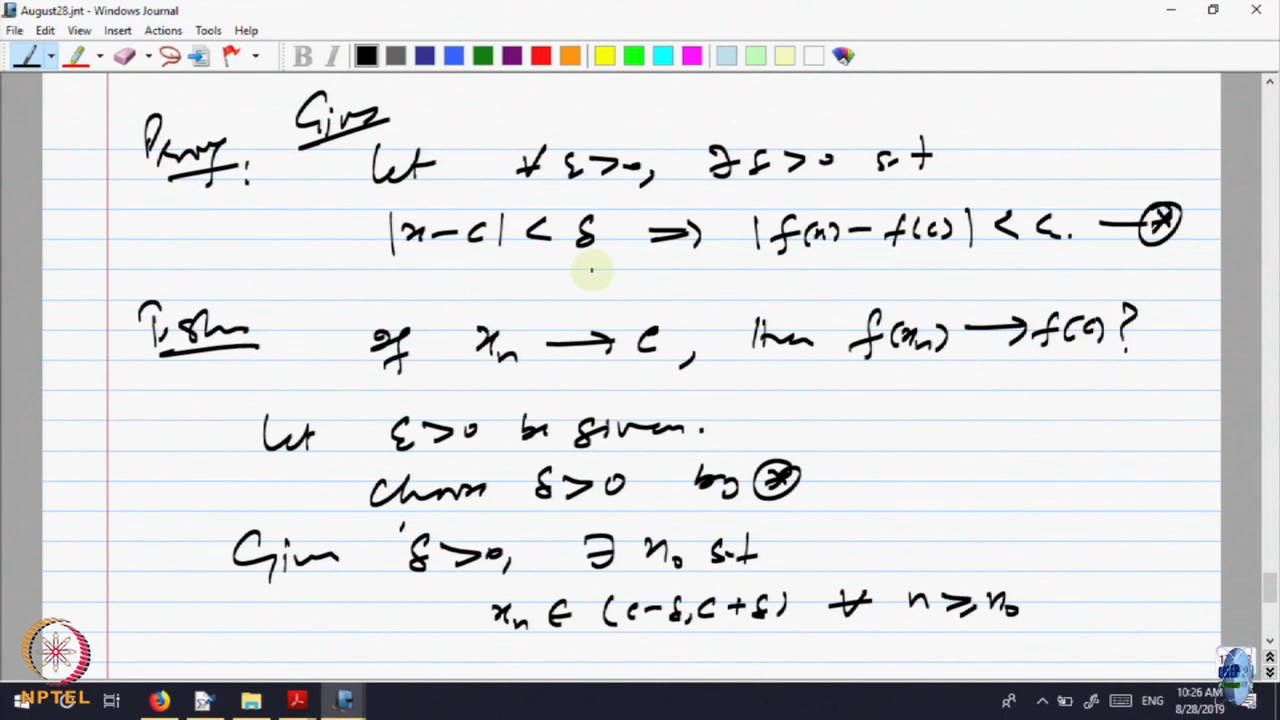 August28.jnt - Windows Journal
File Edit View Insert Actions Tools Help
Given
Proof:
Let ∀ ε>0, ∃ δ>0 s.t
|x-c| < δ ⟹ |f(x) - f(c)| < ε. —⊛
T. Show If xn → c, then f(xn) → f(c)?
Let ε>0 be given.
Choose δ>0 by ⊛
Given δ>0, ∃ n₀ s.t
xn ∈ (c-δ, c+δ) ∀ n ≥ n₀
NPTEL
ENG
10:26 AM
8/28/2019